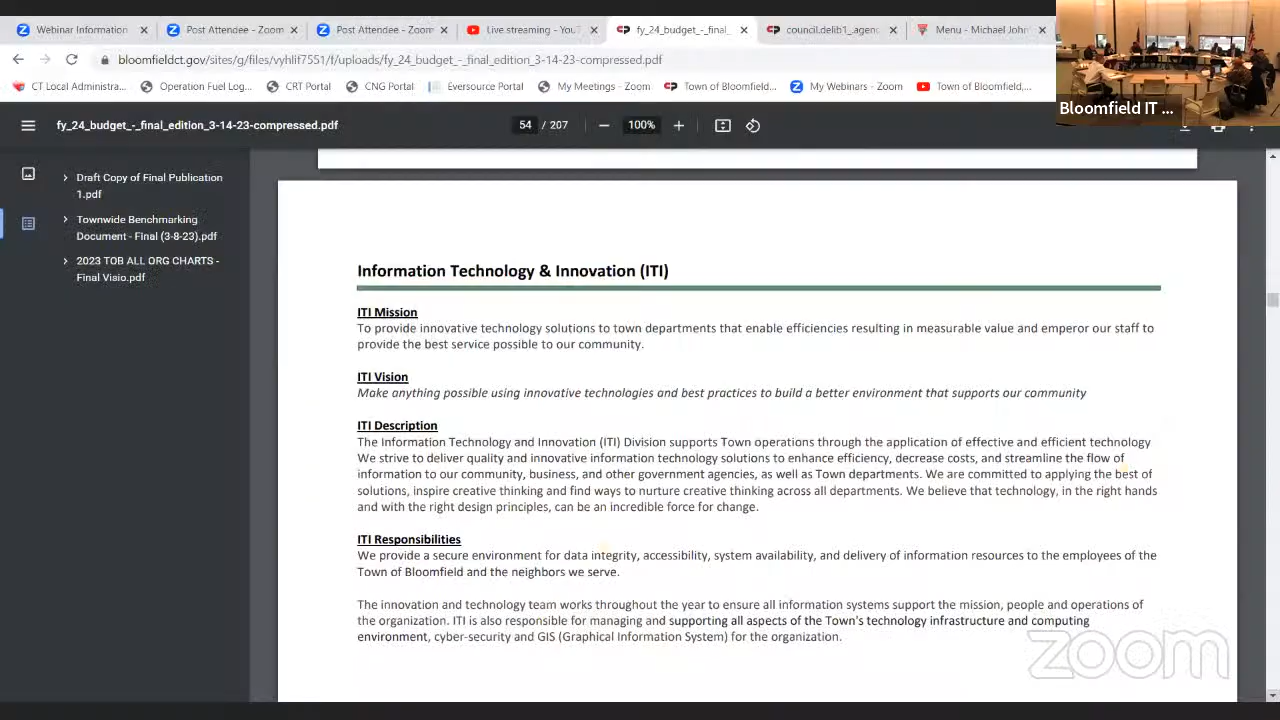 Webinar Information
Post Attendee - Zoom
Post Attendee - Zoom
Live streaming - YouT
fy_24_budget_-_final_
council.delib1_.agenc
Menu - Michael John
bloomfieldct.gov/sites/g/files/vyhlif7551/f/uploads/fy_24_budget_-_final_edition_3-14-23-compressed.pdf
CT Local Administra...
Operation Fuel Log...
CRT Portal
CNG Portal
Eversource Portal
My Meetings - Zoom
Town of Bloomfield...
My Webinars - Zoom
Town of Bloomfield,...
Bloomfield IT ...
fy_24_budget_-_final_edition_3-14-23-compressed.pdf
54 / 207
100%
Draft Copy of Final Publication
1.pdf
Townwide Benchmarking
Document - Final (3-8-23).pdf
2023 TOB ALL ORG CHARTS -
Final Visio.pdf
Information Technology & Innovation (ITI)
ITI Mission
To provide innovative technology solutions to town departments that enable efficiencies resulting in measurable value and emperor our staff to
provide the best service possible to our community.
ITI Vision
Make anything possible using innovative technologies and best practices to build a better environment that supports our community
ITI Description
The Information Technology and Innovation (ITI) Division supports Town operations through the application of effective and efficient technology
We strive to deliver quality and innovative information technology solutions to enhance efficiency, decrease costs, and streamline the flow of
information to our community, business, and other government agencies, as well as Town departments. We are committed to applying the best of
solutions, inspire creative thinking and find ways to nurture creative thinking across all departments. We believe that technology, in the right hands
and with the right design principles, can be an incredible force for change.
ITI Responsibilities
We provide a secure environment for data integrity, accessibility, system availability, and delivery of information resources to the employees of the
Town of Bloomfield and the neighbors we serve.
The innovation and technology team works throughout the year to ensure all information systems support the mission, people and operations of
the organization. ITI is also responsible for managing and supporting all aspects of the Town's technology infrastructure and computing
environment, cyber-security and GIS (Graphical Information System) for the organization.
zoom